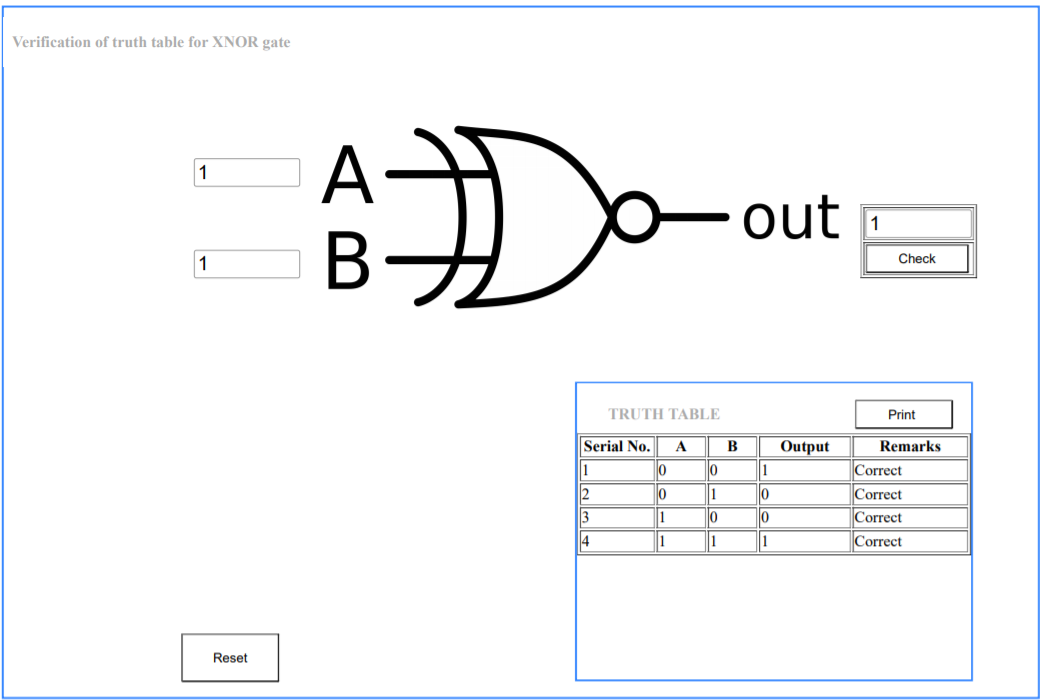 Verification of truth table for XNOR gate
1
A
1
B
out
1
Check
TRUTH TABLE
Print
Serial No. A B Output Remarks
1 0 0 1 Correct
2 0 1 0 Correct
3 1 0 0 Correct
4 1 1 1 Correct
Reset